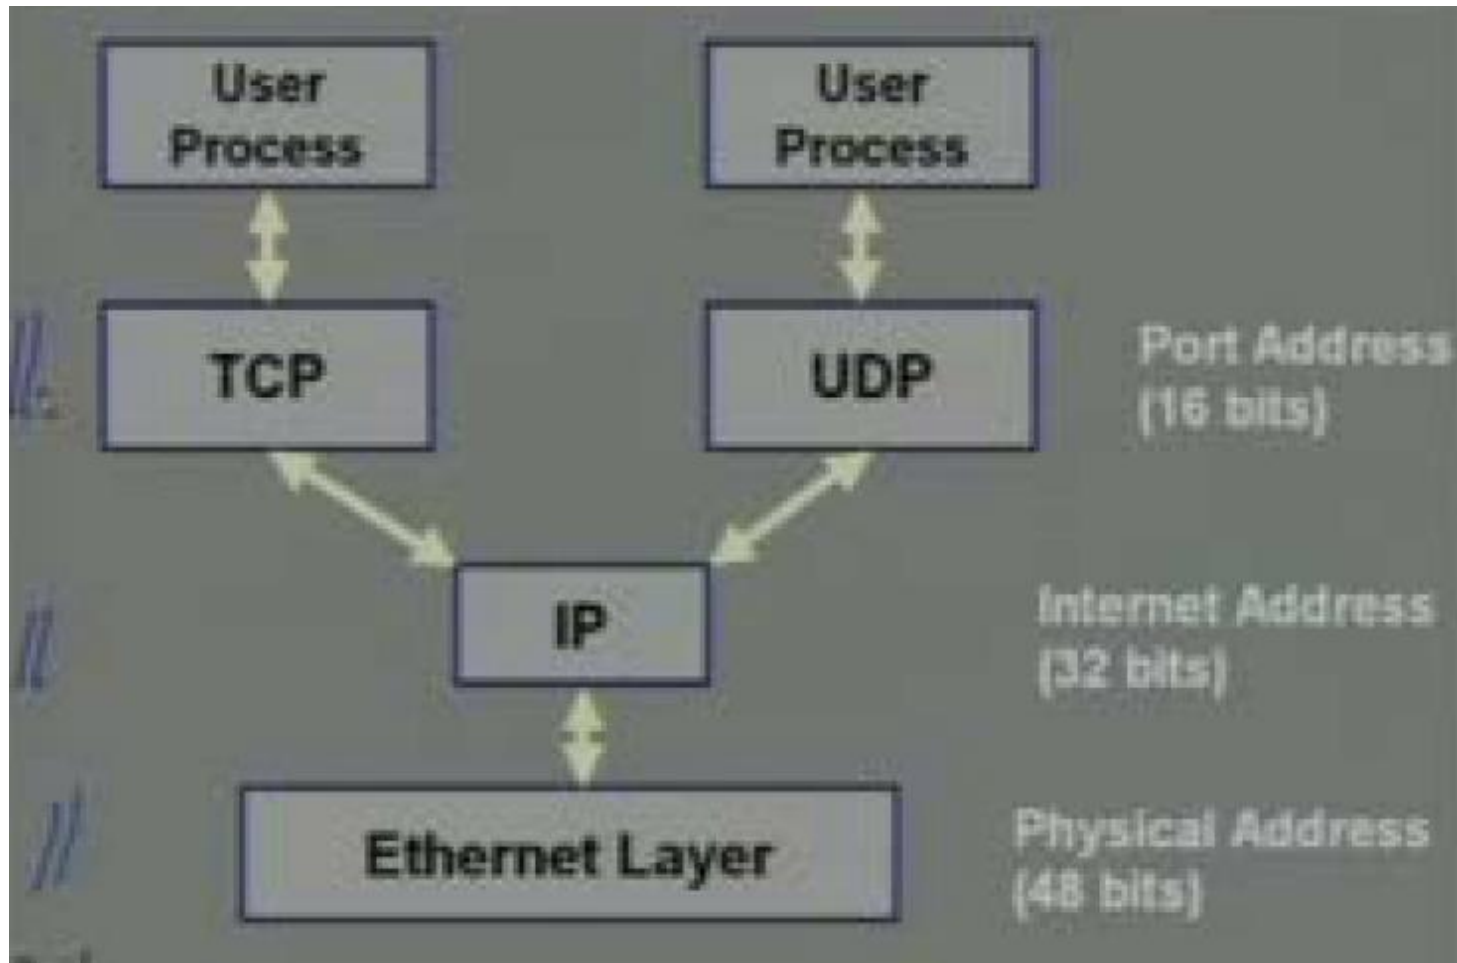 User
Process
User
Process
TCP
UDP
Port Address
(16 bits)
IP
Internet Address
(32 bits)
Ethernet Layer
Physical Address
(48 bits)